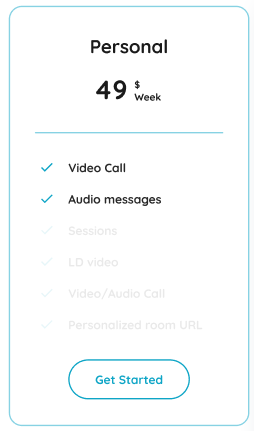 Personal
49 $
Week
Video Call
Audio messages
Sessions
LD video
Video/Audio Call
Personalized room URL
Get Started